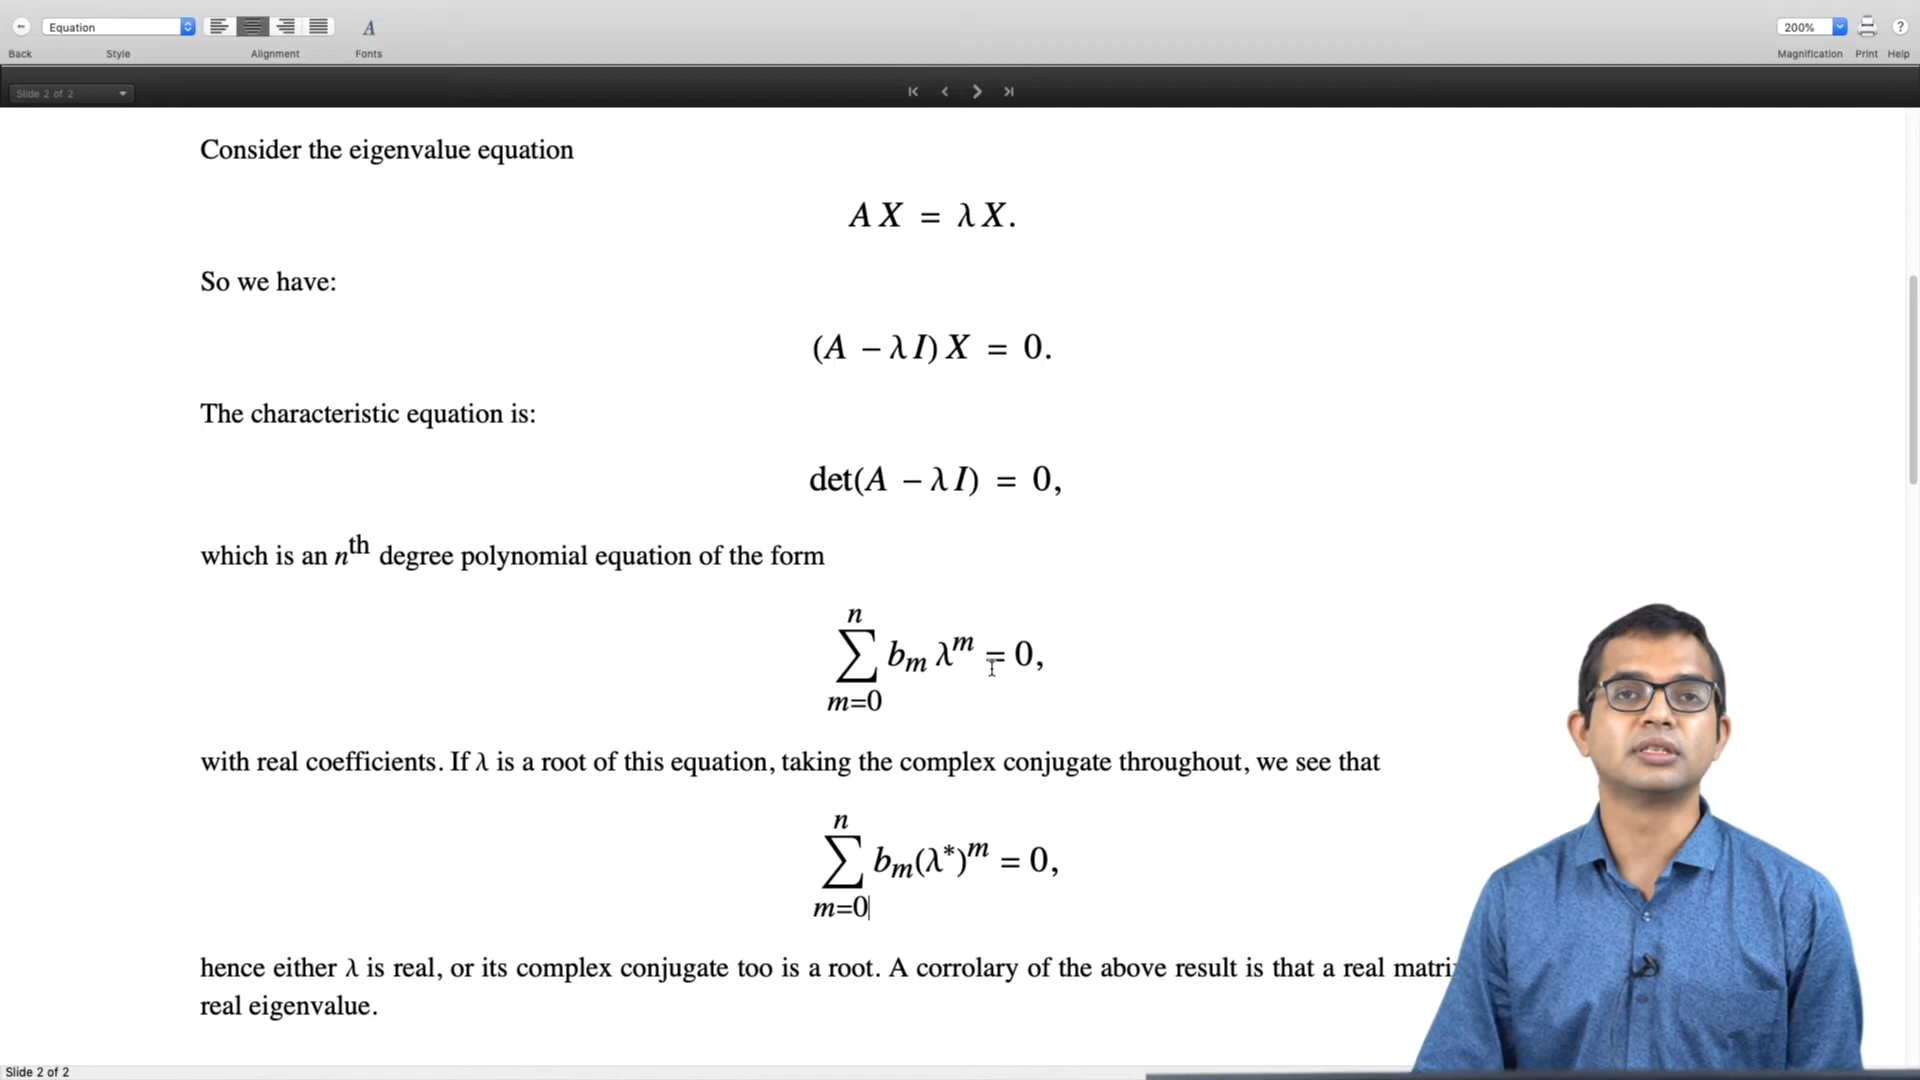 Equation
200%
Back
Style
Alignment
Fonts
Magnification
Print
Help
Slide 2 of 2
Consider the eigenvalue equation
A X = λ X.
So we have:
(A − λ I) X = 0.
The characteristic equation is:
det(A − λ I) = 0,
which is an nth degree polynomial equation of the form
n
∑ bm λ^m = 0,
m=0
with real coefficients. If λ is a root of this equation, taking the complex conjugate throughout, we see that
n
∑ bm(λ*)^m = 0,
m=0
hence either λ is real, or its complex conjugate too is a root. A corrolary of the above result is that a real
real eigenvalue.
Slide 2 of 2